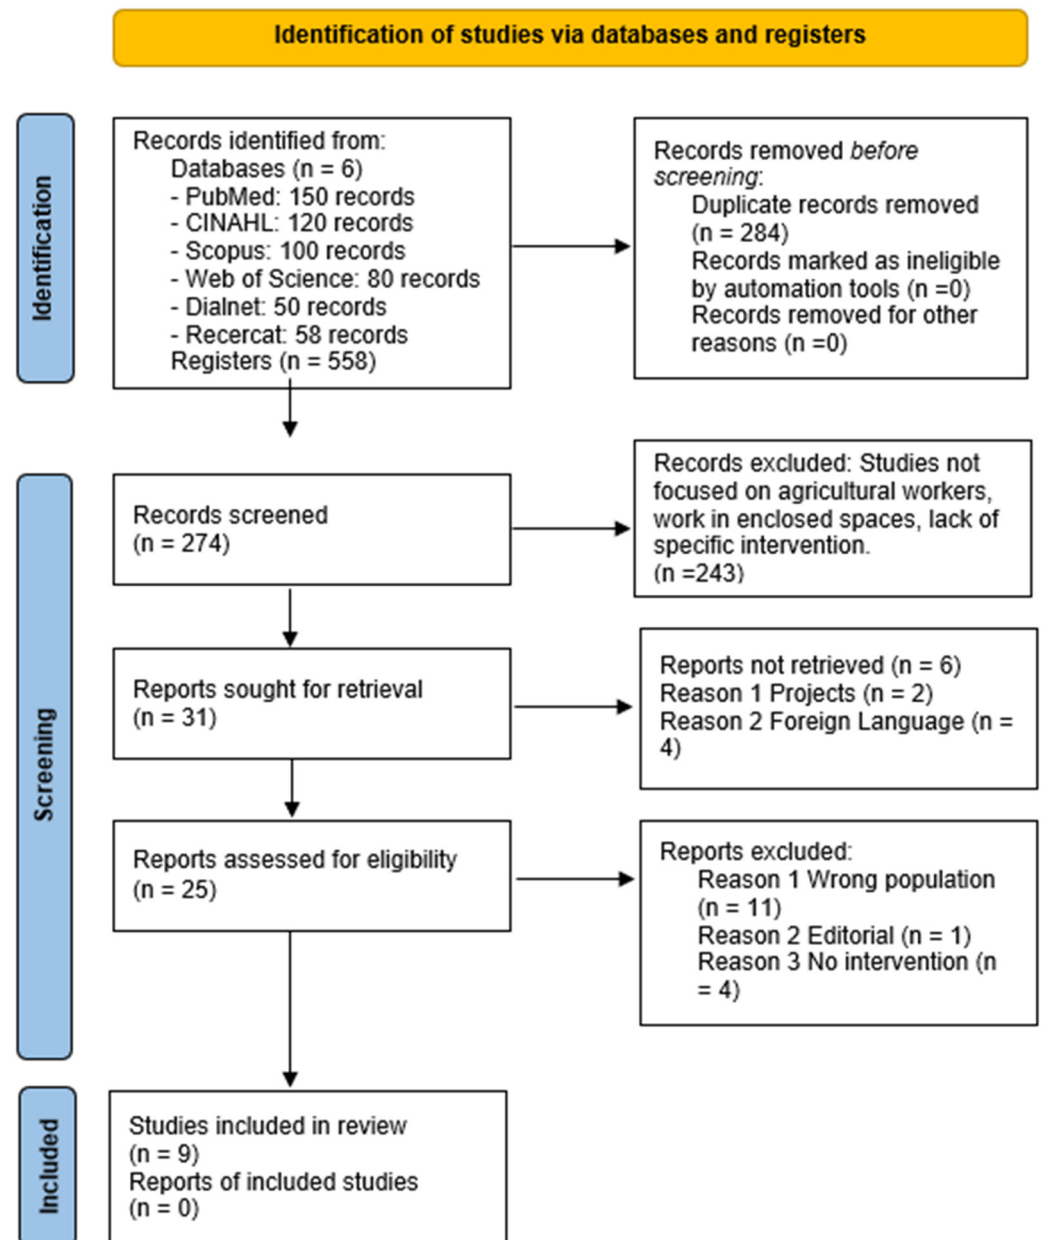 Identification of studies via databases and registers
Identification
Records identified from:
Databases (n = 6)
- PubMed: 150 records
- CINAHL: 120 records
- Scopus: 100 records
- Web of Science: 80 records
- Dialnet: 50 records
- Recercat: 58 records
Registers (n = 558)
Records removed before
screening:
Duplicate records removed
(n = 284)
Records marked as ineligible
by automation tools (n =0)
Records removed for other
reasons (n =0)
Screening
Records screened
(n = 274)
Records excluded: Studies not
focused on agricultural workers,
work in enclosed spaces, lack of
specific intervention.
(n =243)
Reports sought for retrieval
(n = 31)
Reports not retrieved (n = 6)
Reason 1 Projects (n = 2)
Reason 2 Foreign Language (n =
4)
Reports assessed for eligibility
(n = 25)
Reports excluded:
Reason 1 Wrong population
(n = 11)
Reason 2 Editorial (n = 1)
Reason 3 No intervention (n
= 4)
Included
Studies included in review
(n = 9)
Reports of included studies
(n = 0)